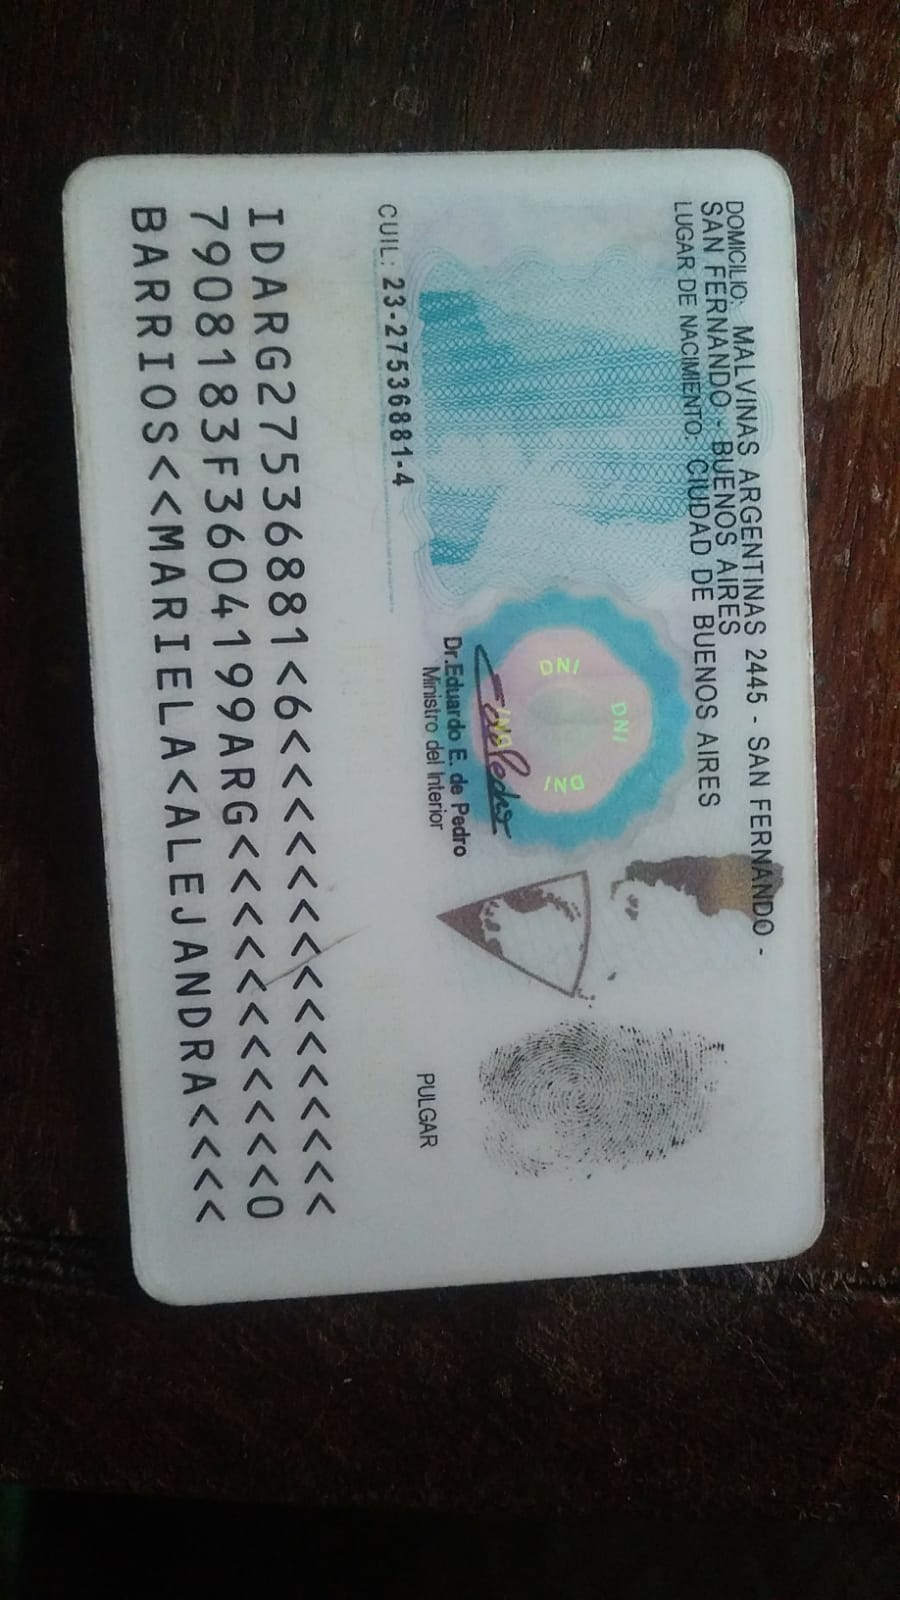 DOMICILIO: MALVINAS ARGENTINAS 2445 - SAN FERNANDO -
SAN FERNANDO - BUENOS AIRES
LUGAR DE NACIMIENTO: CIUDAD DE BUENOS AIRES
DNI
DNI
DNI
DNI
Dr.Eduardo E. de Pedro
Ministro del Interior
CUIL: 23-27536881-4
PULGAR
IDARG27536881<6<<<<<<<<<<<<<<<
7908183F3604199ARG<<<<<<<<<<<0
BARRIOS<<MARIELA<ALEJANDRA<<<<